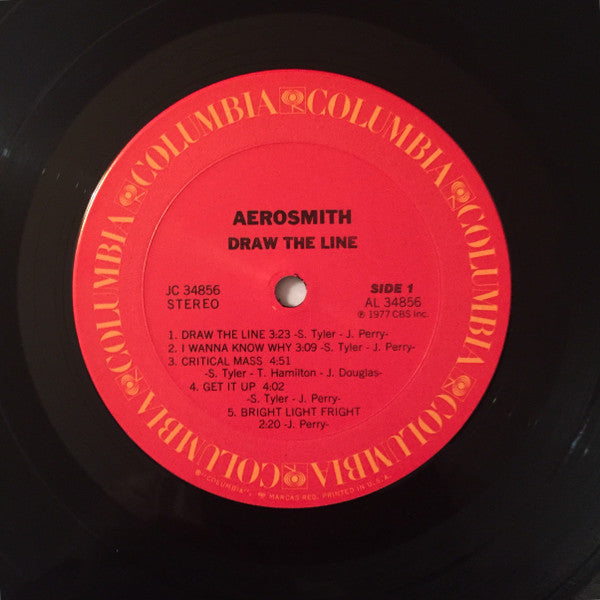 COLUMBIA COLUMBIA COLUMBIA COLUMBIA COLUMBIA COLUMBIA
AEROSMITH
DRAW THE LINE
JC 34856
STEREO
SIDE 1
AL 34856
℗ 1977 CBS Inc.
1. DRAW THE LINE 3:23 -S. Tyler - J. Perry-
2. I WANNA KNOW WHY 3:09 -S. Tyler - J. Perry-
3. CRITICAL MASS 4:51
-S. Tyler - T. Hamilton - J. Douglas-
4. GET IT UP 4:02
-S. Tyler - J. Perry-
5. BRIGHT LIGHT FRIGHT
2:20 -J. Perry-
® "COLUMBIA", MARCAS REG. PRINTED IN U.S.A.